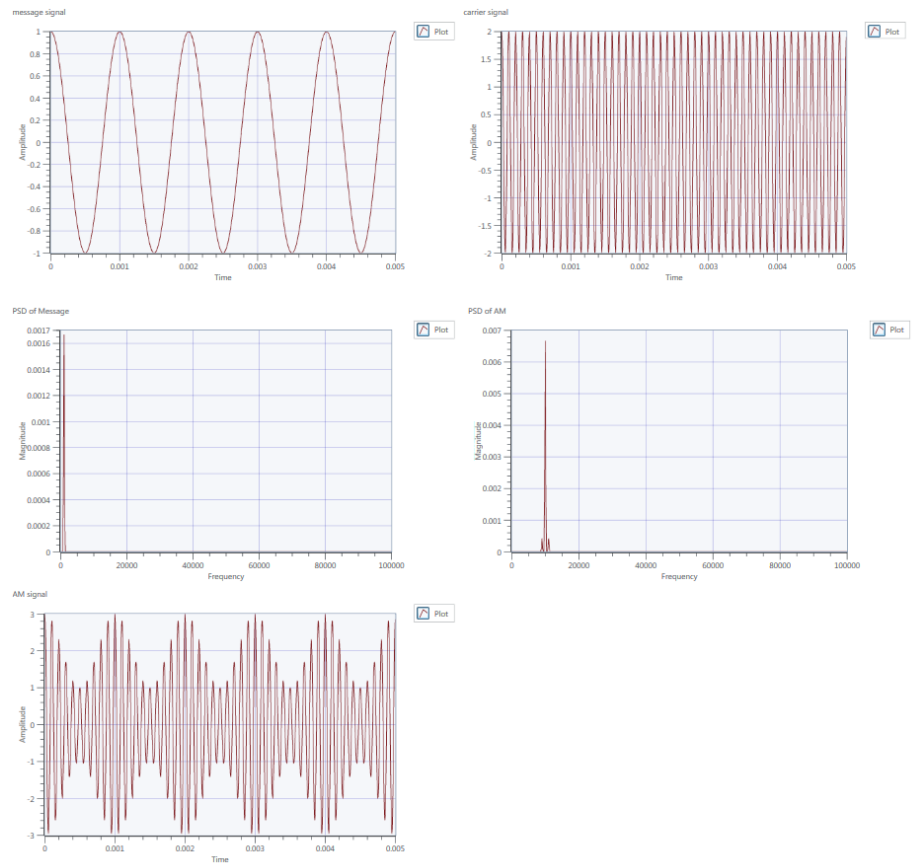 message signal
Plot
1
0.8
0.6
0.4
0.2
0
-0.2
-0.4
-0.6
-0.8
-1
Amplitude
0 0.001 0.002 0.003 0.004 0.005
Time
carrier signal
Plot
2
1.5
1
0.5
0
-0.5
-1
-1.5
-2
Amplitude
0 0.001 0.002 0.003 0.004 0.005
Time
PSD of Message
Plot
0.0017
0.0016
0.0014
0.0012
0.001
0.0008
0.0006
0.0004
0.0002
0
Magnitude
0 20000 40000 60000 80000 100000
Frequency
PSD of AM
Plot
0.007
0.006
0.005
0.004
0.003
0.002
0.001
0
Magnitude
0 20000 40000 60000 80000 100000
Frequency
AM signal
Plot
3
2
1
0
-1
-2
-3
Amplitude
0 0.001 0.002 0.003 0.004 0.005
Time